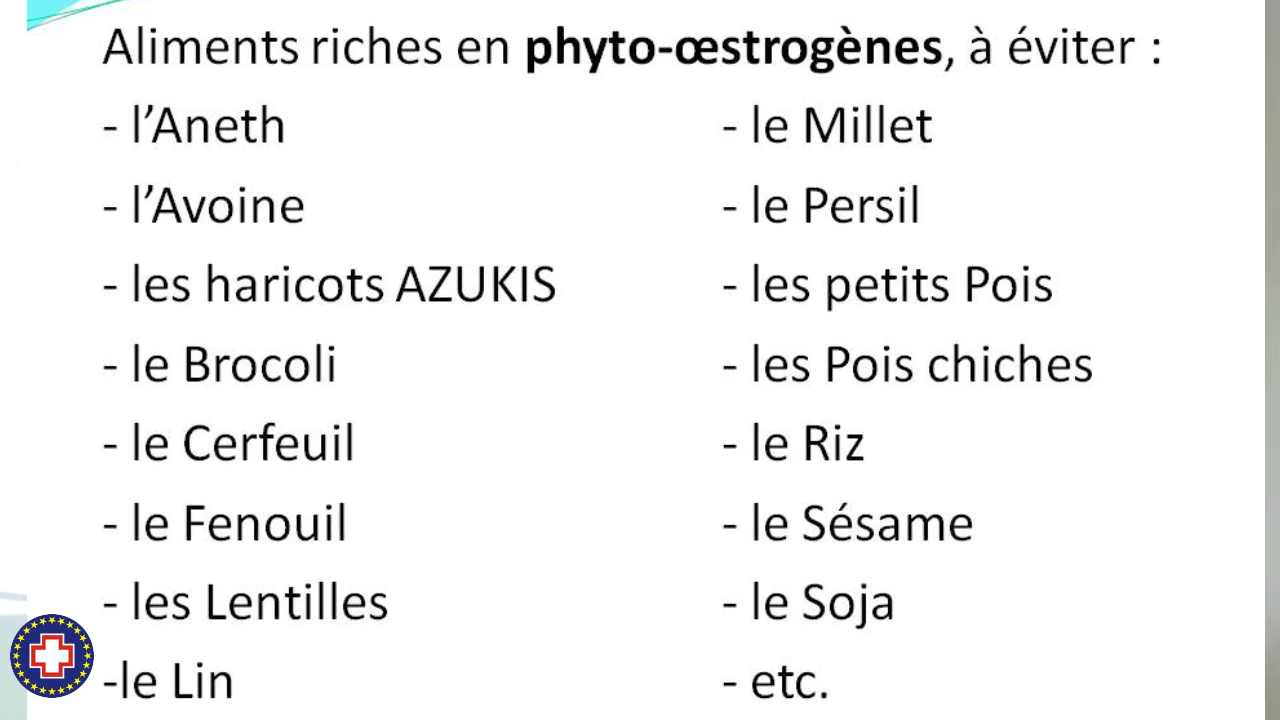 Aliments riches en phyto-œstrogènes, à éviter :
- l’Aneth
- l’Avoine
- les haricots AZUKIS
- le Brocoli
- le Cerfeuil
- le Fenouil
- les Lentilles
-le Lin
- le Millet
- le Persil
- les petits Pois
- les Pois chiches
- le Riz
- le Sésame
- le Soja
- etc.